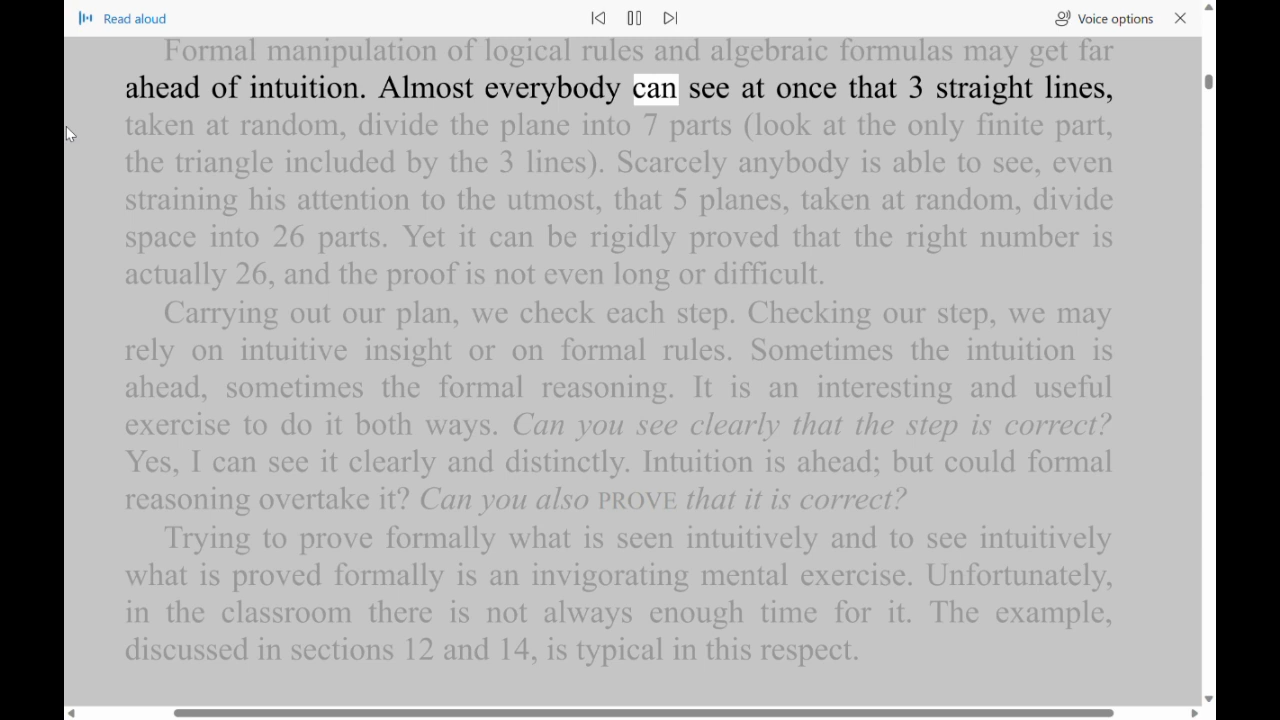 Read aloud
Voice options
Formal manipulation of logical rules and algebraic formulas may get far
ahead of intuition. Almost everybody can see at once that 3 straight lines,
taken at random, divide the plane into 7 parts (look at the only finite part,
the triangle included by the 3 lines). Scarcely anybody is able to see, even
straining his attention to the utmost, that 5 planes, taken at random, divide
space into 26 parts. Yet it can be rigidly proved that the right number is
actually 26, and the proof is not even long or difficult.
Carrying out our plan, we check each step. Checking our step, we may
rely on intuitive insight or on formal rules. Sometimes the intuition is
ahead, sometimes the formal reasoning. It is an interesting and useful
exercise to do it both ways. Can you see clearly that the step is correct?
Yes, I can see it clearly and distinctly. Intuition is ahead; but could formal
reasoning overtake it? Can you also PROVE that it is correct?
Trying to prove formally what is seen intuitively and to see intuitively
what is proved formally is an invigorating mental exercise. Unfortunately,
in the classroom there is not always enough time for it. The example,
discussed in sections 12 and 14, is typical in this respect.